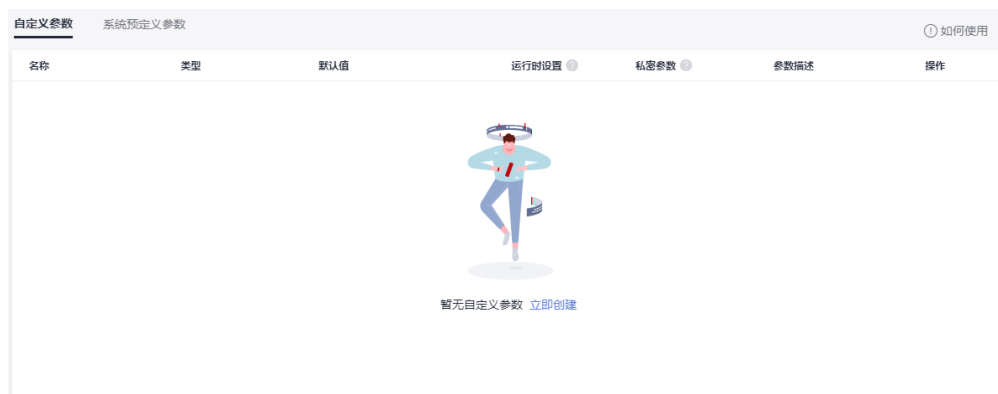 自定义参数 系统预定义参数
如何使用
名称 类型 默认值 运行时设置 私密参数 参数描述 操作
暂无自定义参数 立即创建